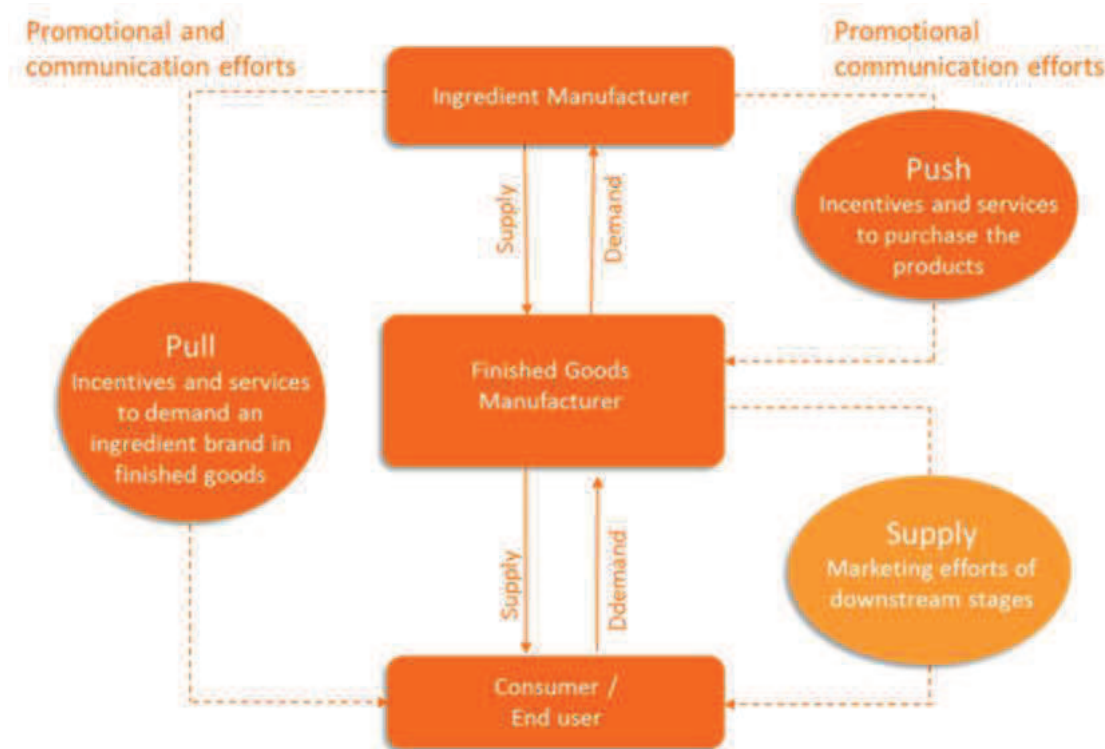 Promotional and
communication efforts
Promotional
communication efforts
Ingredient Manufacturer
Push
Incentives and services
to purchase the
products
Supply
Demand
Pull
Incentives and services
to demand an
ingredient brand in
finished goods
Finished Goods
Manufacturer
Supply
Marketing efforts of
downstream stages
Supply
Ddemand
Consumer /
End user